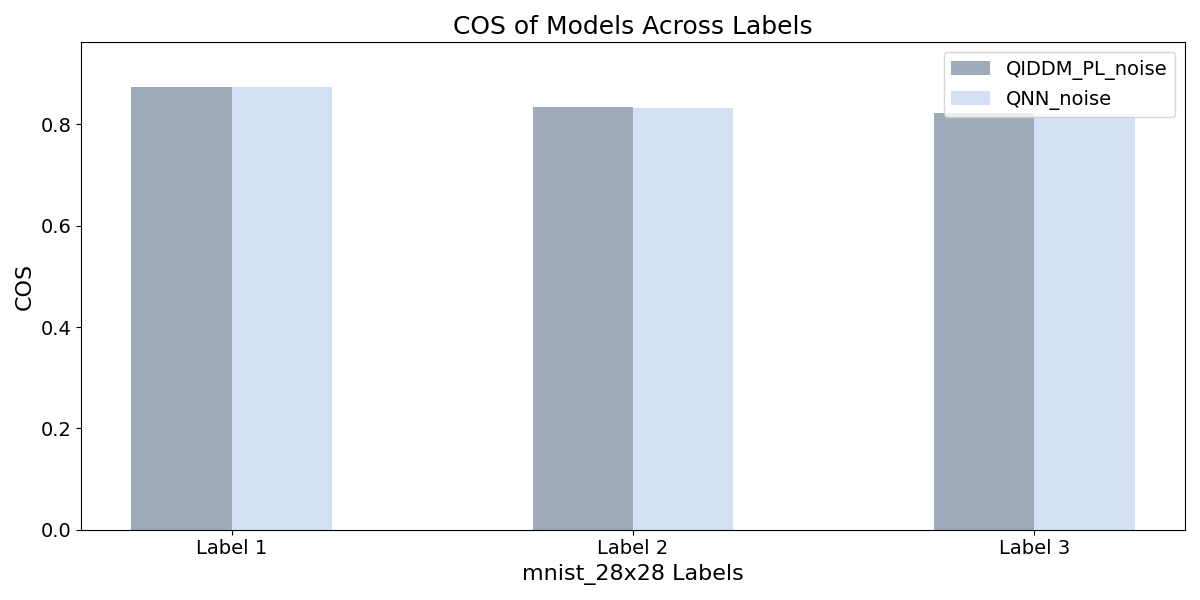 COS of Models Across Labels
QIDDM_PL_noise
QNN_noise
COS
0.8
0.6
0.4
0.2
0.0
Label 1
Label 2
Label 3
mnist_28x28 Labels